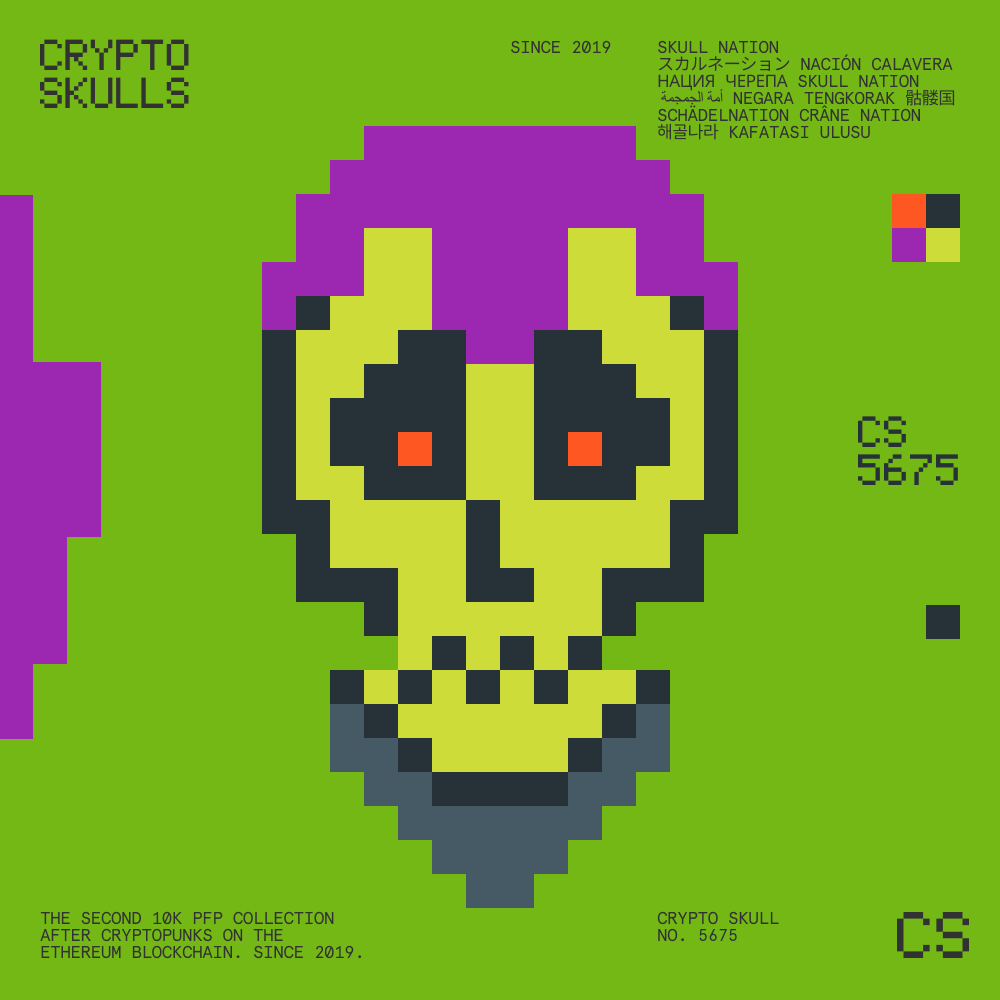 CRYPTO
SKULLS
SINCE 2019
SKULL NATION
スカルネーション NACIÓN CALAVERA
НАЦИЯ ЧЕРЕПА SKULL NATION
أمة الجمجمة NEGARA TENGKORAK 骷髅国
SCHÄDELNATION CRÂNE NATION
해골나라 KAFATASI ULUSU
CS
5675
THE SECOND 10K PFP COLLECTION
AFTER CRYPTOPUNKS ON THE
ETHEREUM BLOCKCHAIN. SINCE 2019.
CRYPTO SKULL
NO. 5675
CS